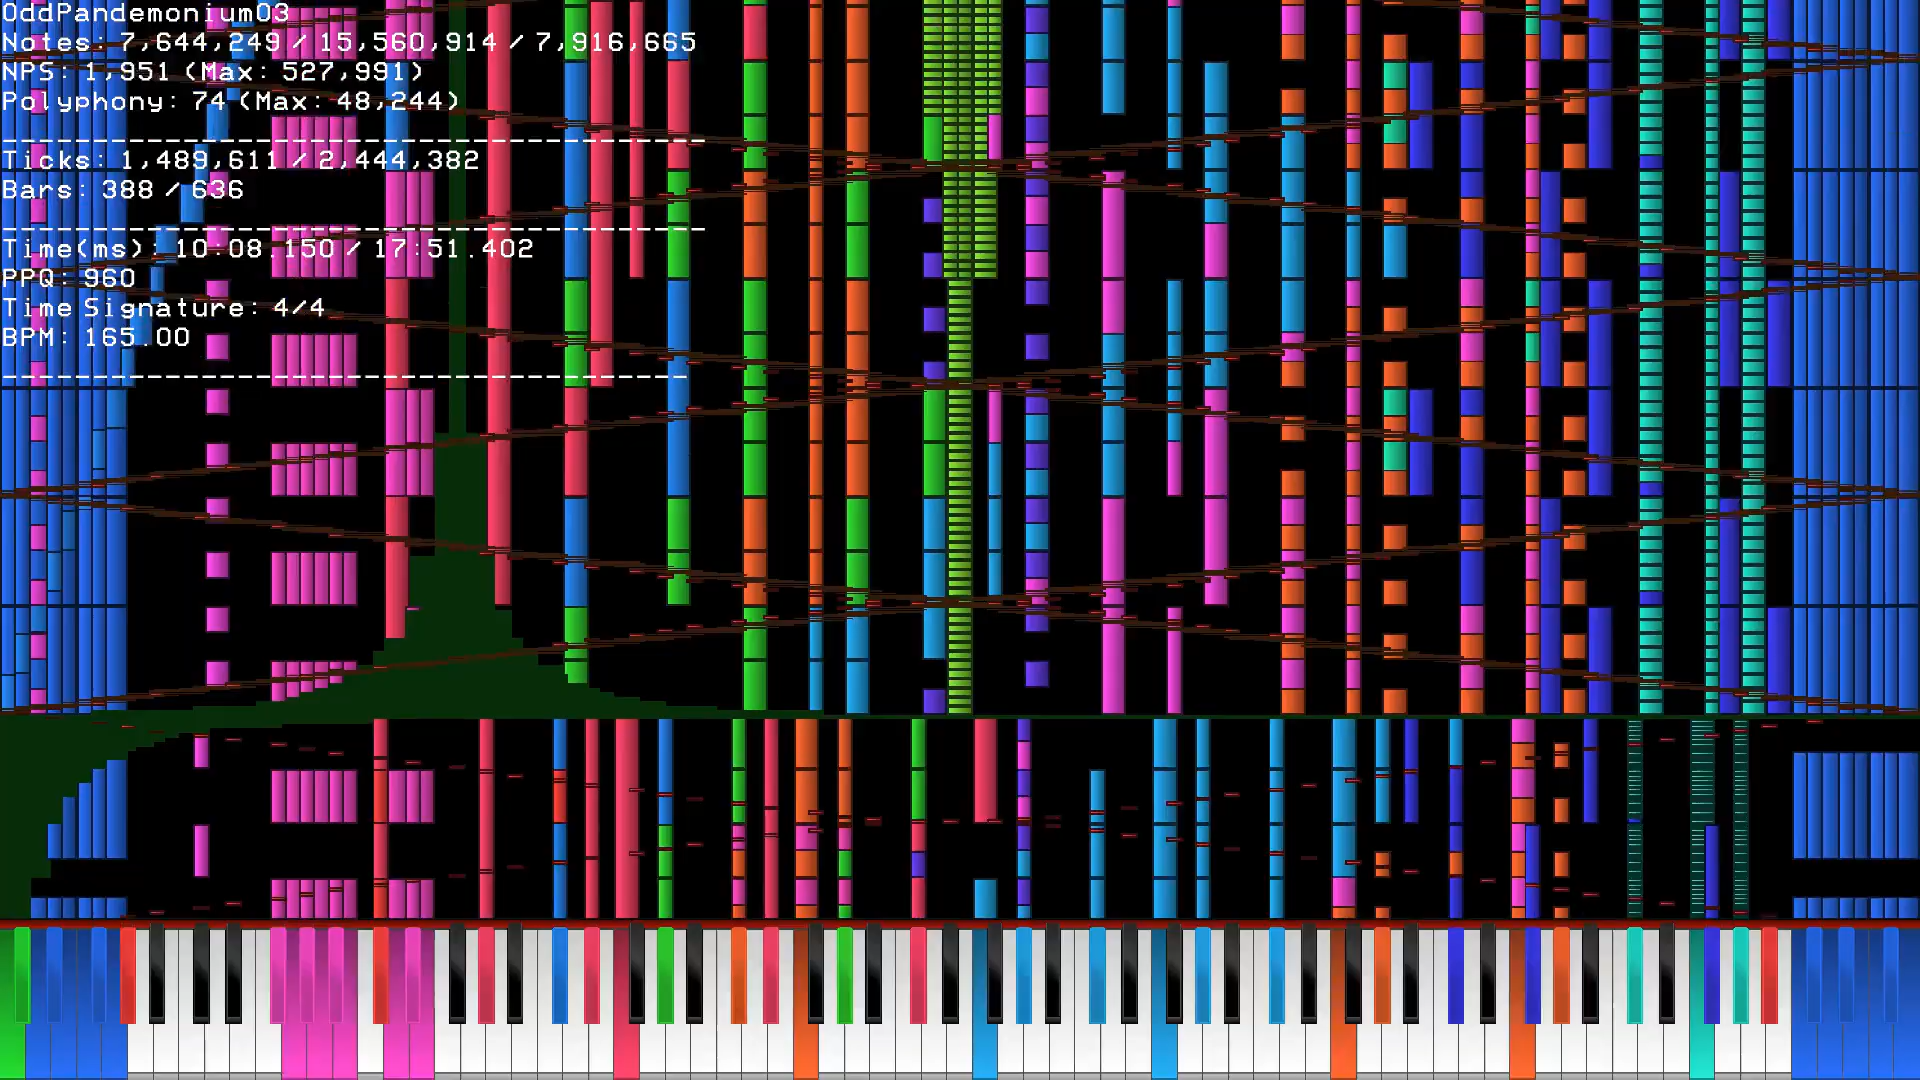 OddPandemonium03
Notes: 7,644,249 / 15,560,914 / 7,916,665
NPS: 1,951 (Max: 527,991)
Polyphony: 74 (Max: 48,244)
Ticks: 1,489,611 / 2,444,382
Bars: 388 / 636
Time(ms): 10:08.150 / 17:51.402
PPQ: 960
Time Signature: 4/4
BPM: 165.00